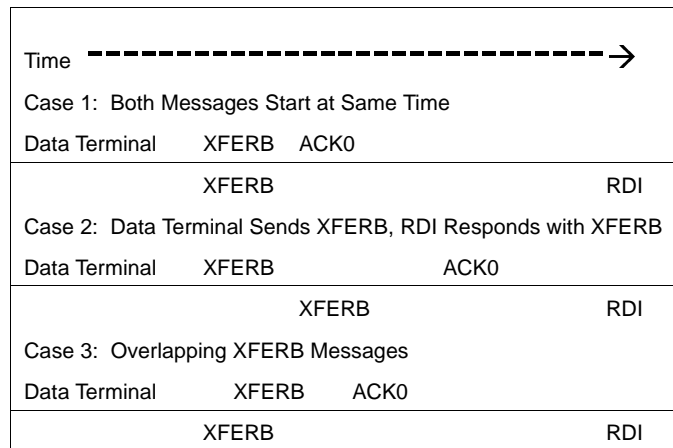 Time
Case 1: Both Messages Start at Same Time
Data Terminal XFERB ACK0
XFERB RDI
Case 2: Data Terminal Sends XFERB, RDI Responds with XFERB
Data Terminal XFERB ACK0
XFERB RDI
Case 3: Overlapping XFERB Messages
Data Terminal XFERB ACK0
XFERB RDI